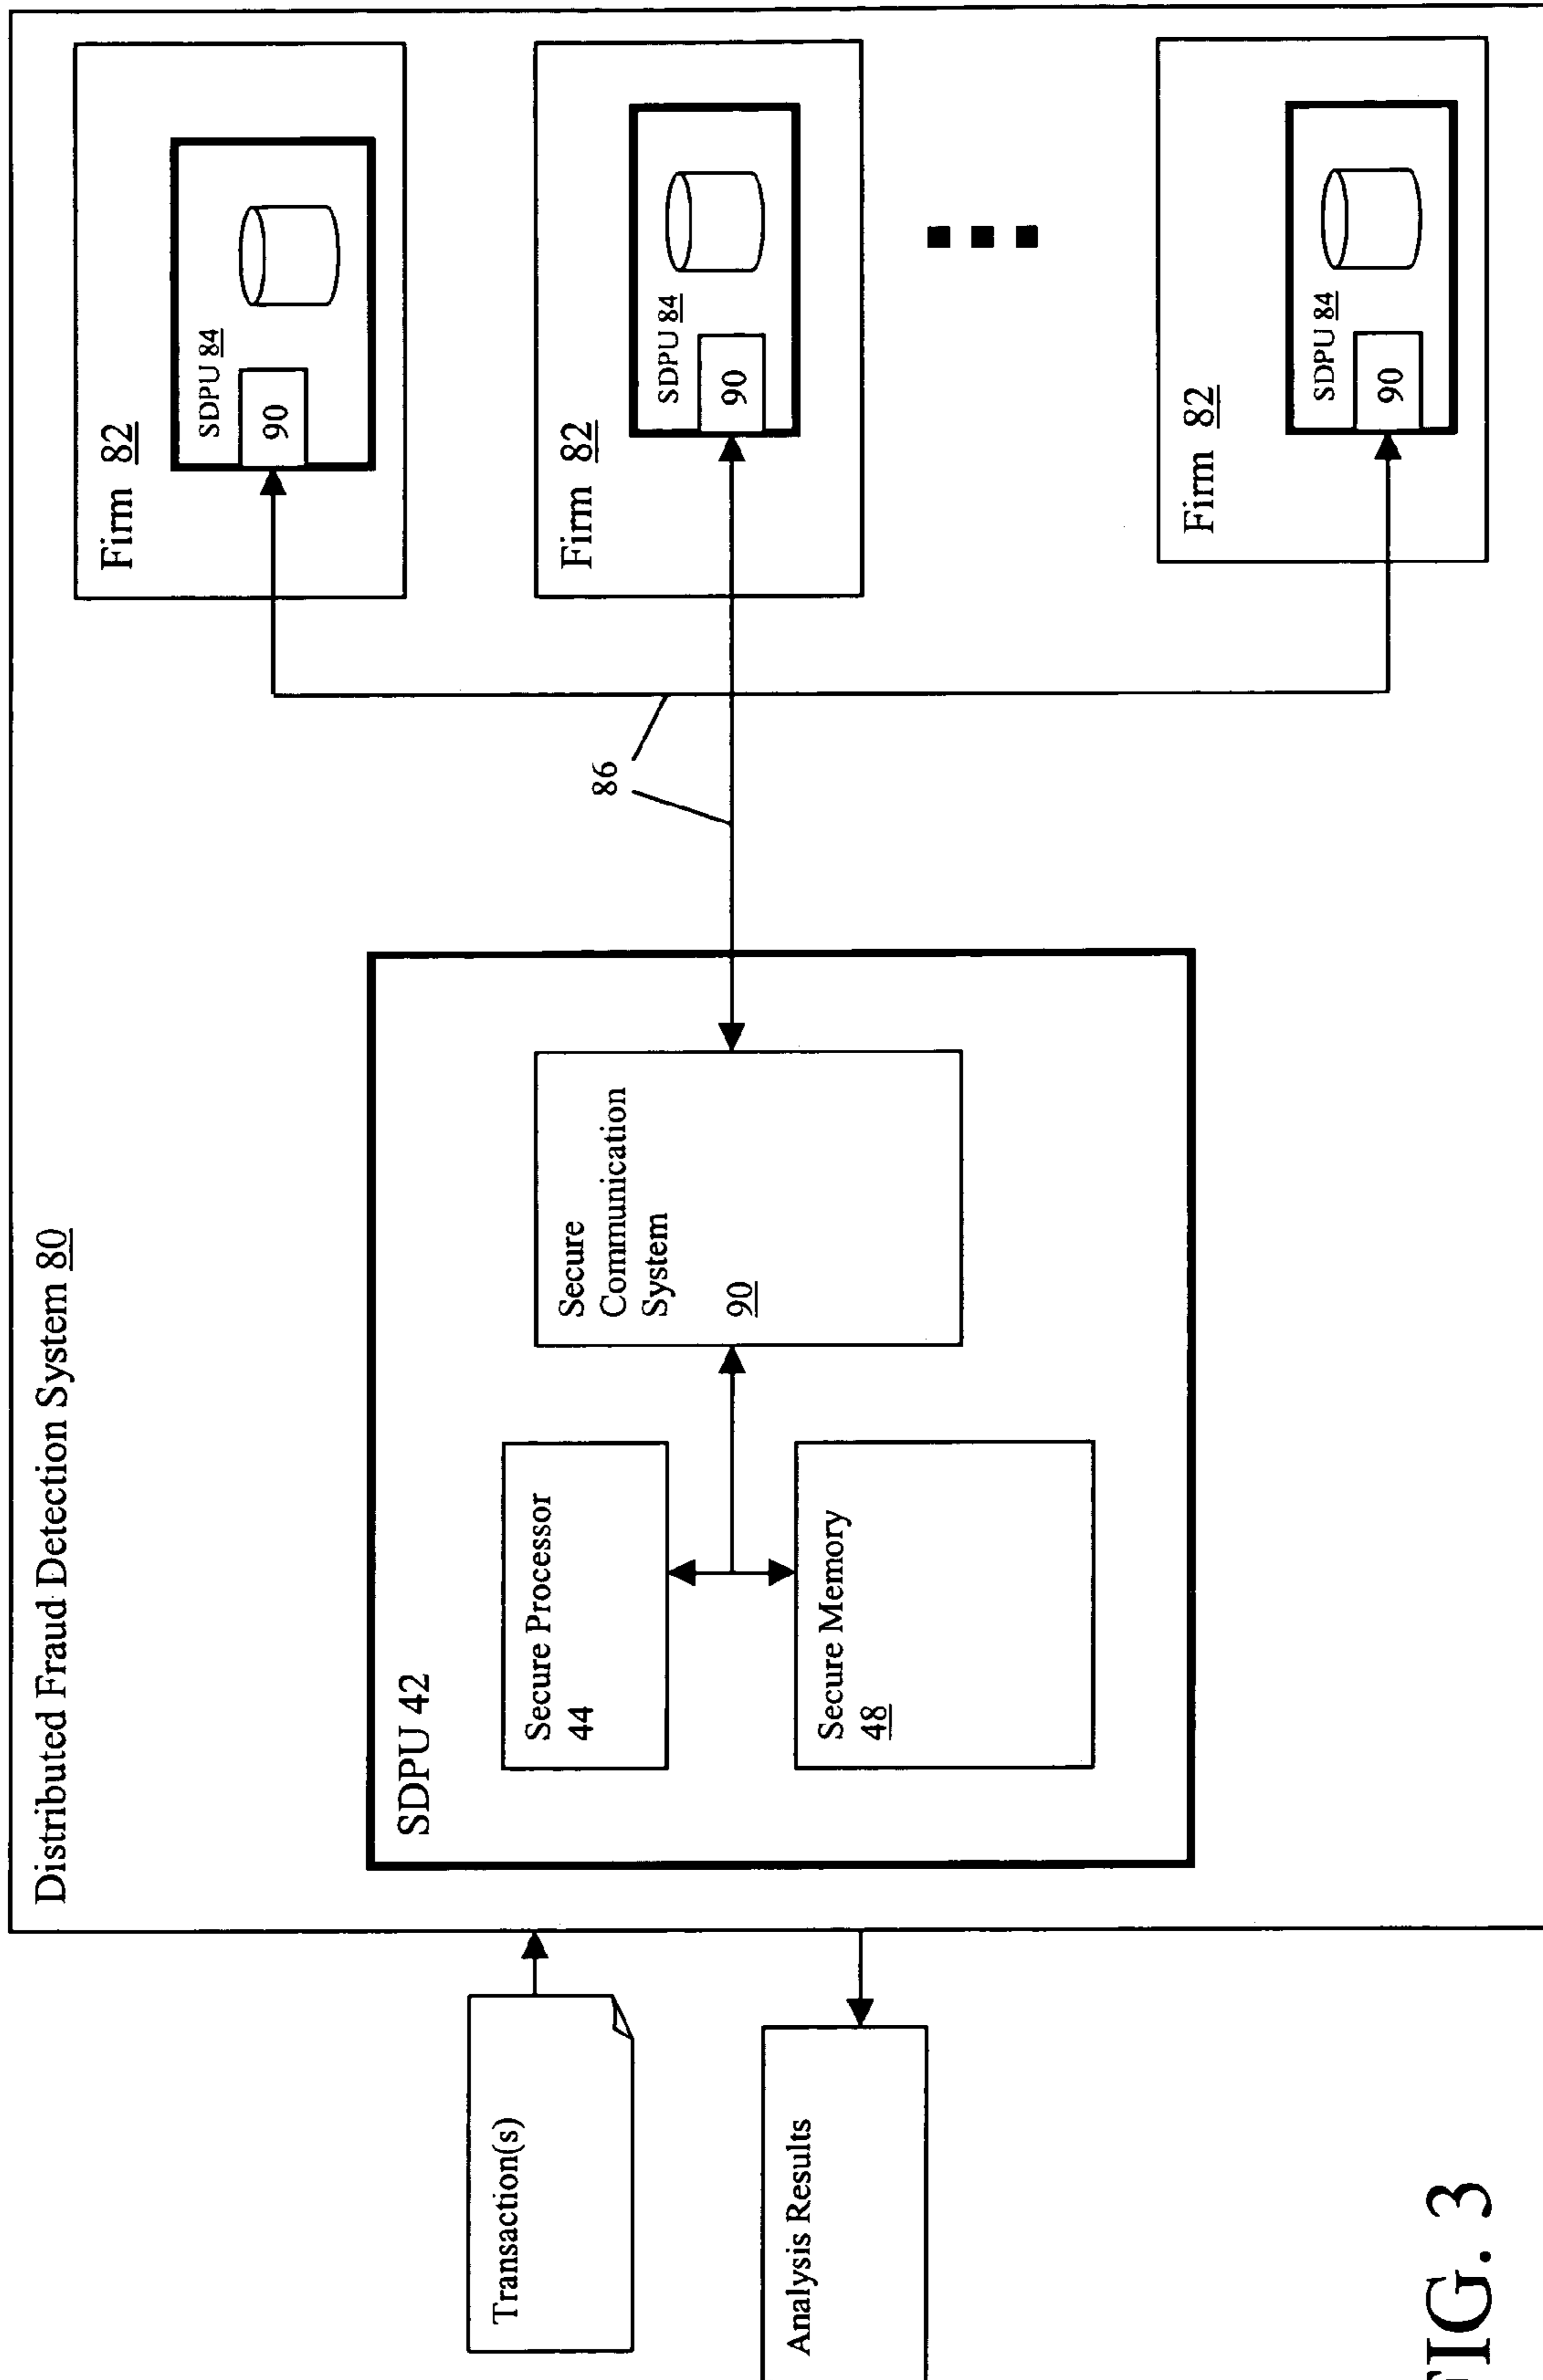 Distributed Fraud Detection System 80
Transaction(s)
Analysis Results
SDPU 42
Secure Processor
44
Secure Memory
48
Secure
Communication
System
90
86
Firm 82
SDPU 84
90
Firm 82
SDPU 84
90
Firm 82
SDPU 84
90
FIG. 3